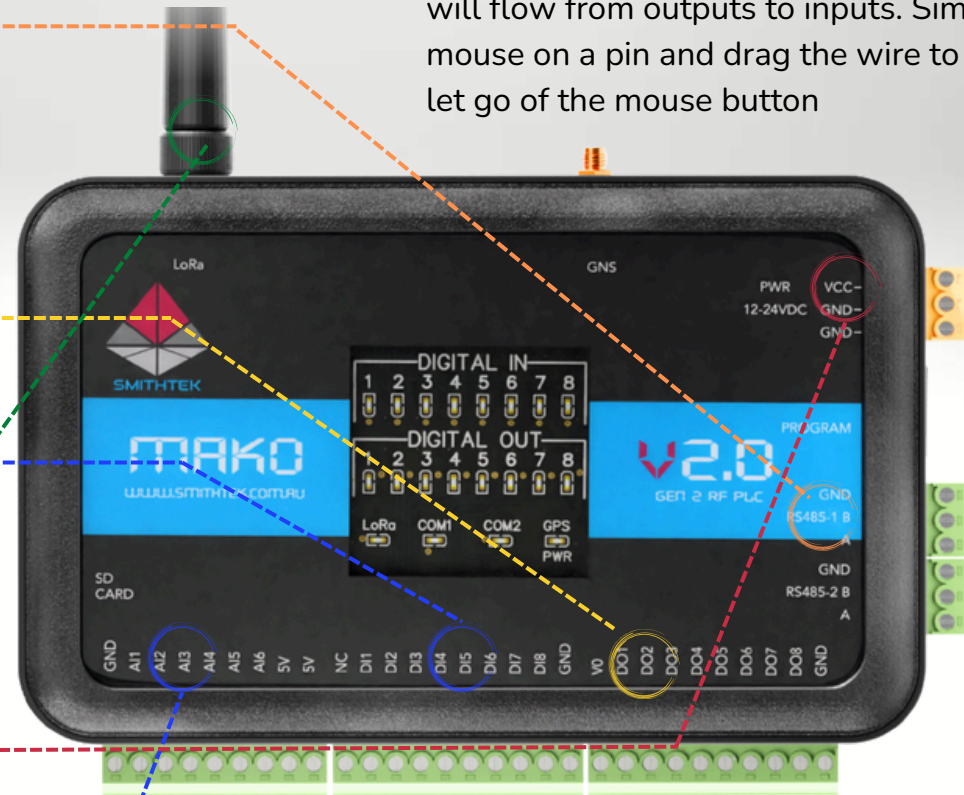 will flow from outputs to inputs. Sim
mouse on a pin and drag the wire to
let go of the mouse button
LoRa
GNS
PWR VCC-
12-24VDC GND-
GND-
SMITHTEK
DIGITAL IN
1 2 3 4 5 6 7 8
DIGITAL OUT
1 2 3 4 5 6 7 8
LoRa COM1 COM2 GPS
PWR
MAKO
WWW.SMITHTEK.COM.AU
PROGRAM
V2.0
GEN 2 RF PLC
GND
RS485-1 B
A
GND
RS485-2 B
A
SD
CARD
GND AI1 AI2 AI3 AI4 AI5 AI6 5V 5V NC DI1 DI2 DI3 DI4 DI5 DI6 DI7 DI8 GND V0 DO1 DO2 DO3 DO4 DO5 DO6 DO7 DO8 GND